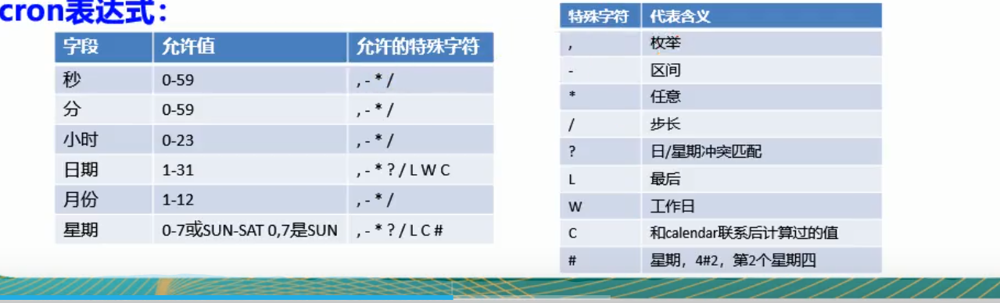 cron表达式：
字段 允许值 允许的特殊字符
秒 0-59 , - * /
分 0-59 , - * /
小时 0-23 , - * /
日期 1-31 , - * ? / L W C
月份 1-12 , - * /
星期 0-7或SUN-SAT 0,7是SUN , - * ? / L C #
特殊字符 代表含义
, 枚举
- 区间
* 任意
/ 步长
? 日/星期冲突匹配
L 最后
W 工作日
C 和calendar联系后计算过的值
# 星期，4#2，第2个星期四